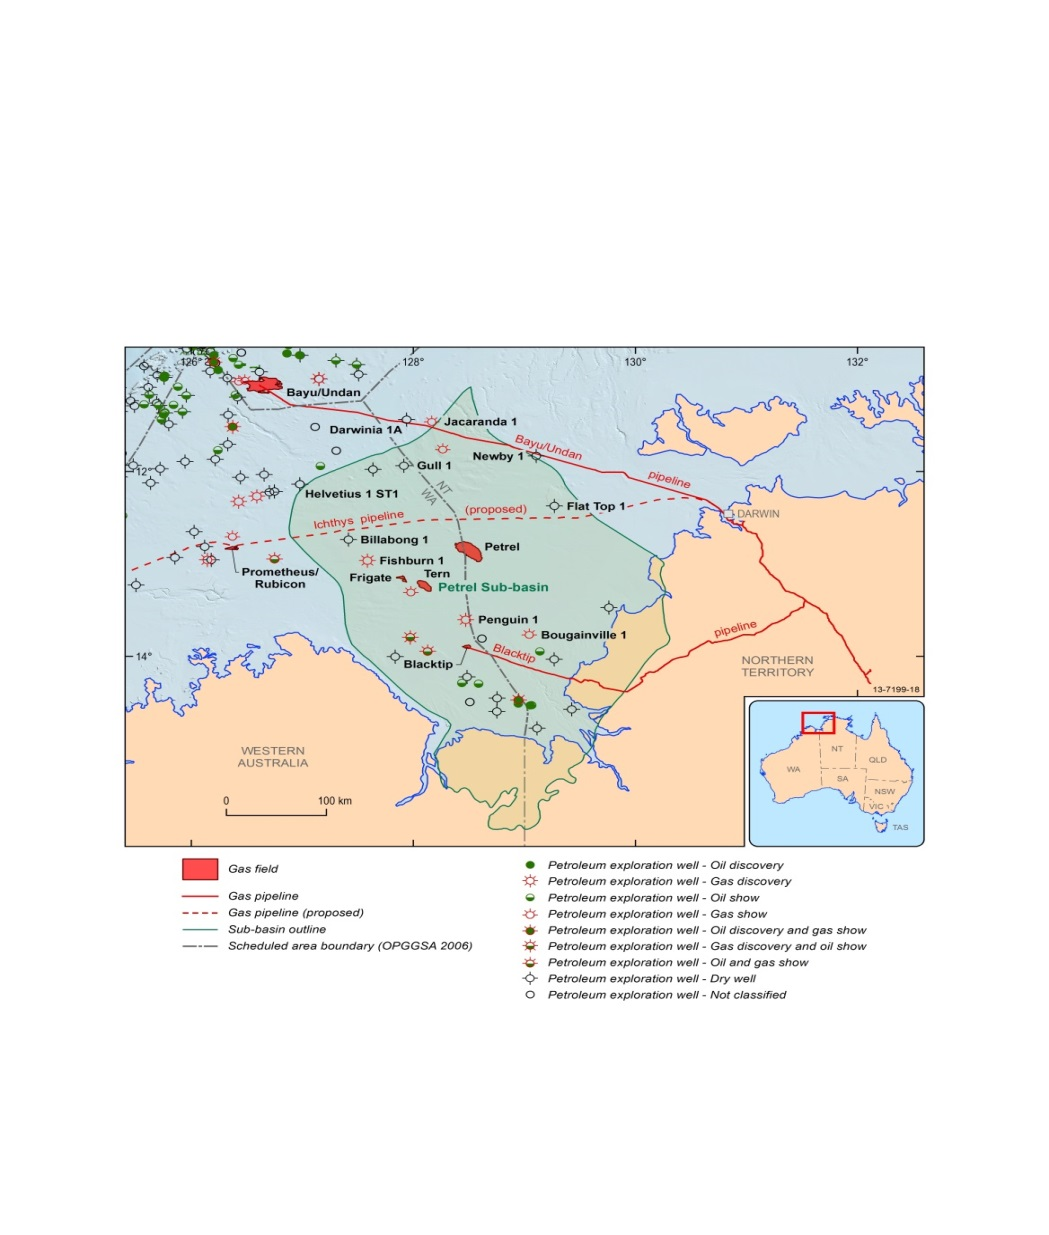 126°
128°
130°
132°
Bayu/Undan
Darwinia 1A
Jacaranda 1
Bayu/Undan
pipeline
Newby 1
12°
Gull 1
Helvetius 1 ST1
NT
WA
Flat Top 1
Ichthys pipeline
(proposed)
DARWIN
Billabong 1
Petrel
Fishburn 1
Prometheus/
Rubicon
Frigate
Tern
Petrel Sub-basin
Penguin 1
Bougainville 1
pipeline
14°
Blacktip
Blacktip
NORTHERN
TERRITORY
13-7199-18
WESTERN
AUSTRALIA
0
100 km
WA
NT
QLD
SA
NSW
VIC
TAS
Gas field
Gas pipeline
Gas pipeline (proposed)
Sub-basin outline
Scheduled area boundary (OPGGSA 2006)
Petroleum exploration well - Oil discovery
Petroleum exploration well - Gas discovery
Petroleum exploration well - Oil show
Petroleum exploration well - Gas show
Petroleum exploration well - Oil discovery and gas show
Petroleum exploration well - Gas discovery and oil show
Petroleum exploration well - Oil and gas show
Petroleum exploration well - Dry well
Petroleum exploration well - Not classified